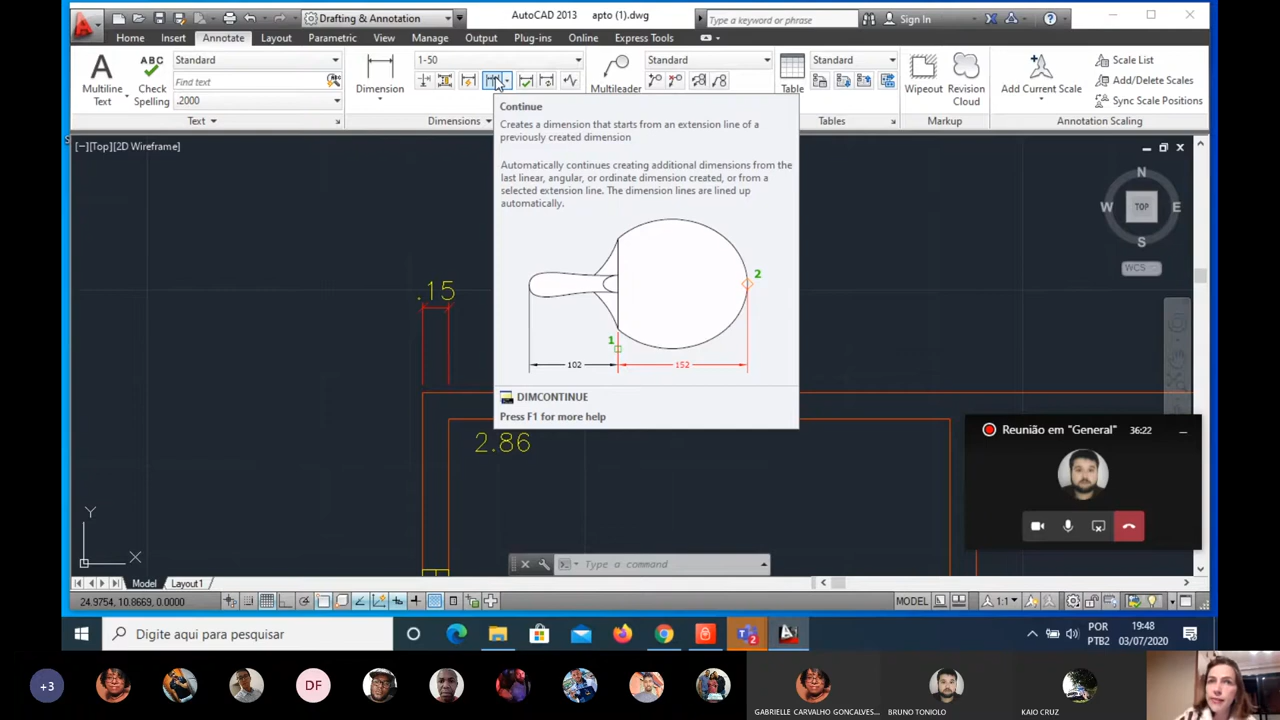 Drafting & Annotation
AutoCAD 2013 apto (1).dwg
Type a keyword or phrase
Sign In
Home Insert Annotate Layout Parametric View Manage Output Plug-ins Online Express Tools
Multiline Text
ABC
Check Spelling
Standard
Find text
.2000
Text
Dimension
1-50
Dimensions
Multileader
Standard
Table
Standard
Tables
Wipeout
Revision Cloud
Markup
Add Current Scale
Scale List
Add/Delete Scales
Sync Scale Positions
Annotation Scaling
[−][Top][2D Wireframe]
Continue
Creates a dimension that starts from an extension line of a
previously created dimension
Automatically continues creating additional dimensions from the
last linear, angular, or ordinate dimension created, or from a
selected extension line. The dimension lines are lined up
automatically.
2
1
102
152
DIMCONTINUE
Press F1 for more help
N
W TOP E
S
WCS
.15
2.86
Reunião em "General" 36:22
Y
X
Type a command
Model Layout1
24.9754, 10.8669, 0.0000
MODEL
1:1
Digite aqui para pesquisar
2
POR
PTB2
19:48
03/07/2020
+3
DF
GABRIELLE CARVALHO GONCALVES...
BRUNO TONIOLO
KAIO CRUZ